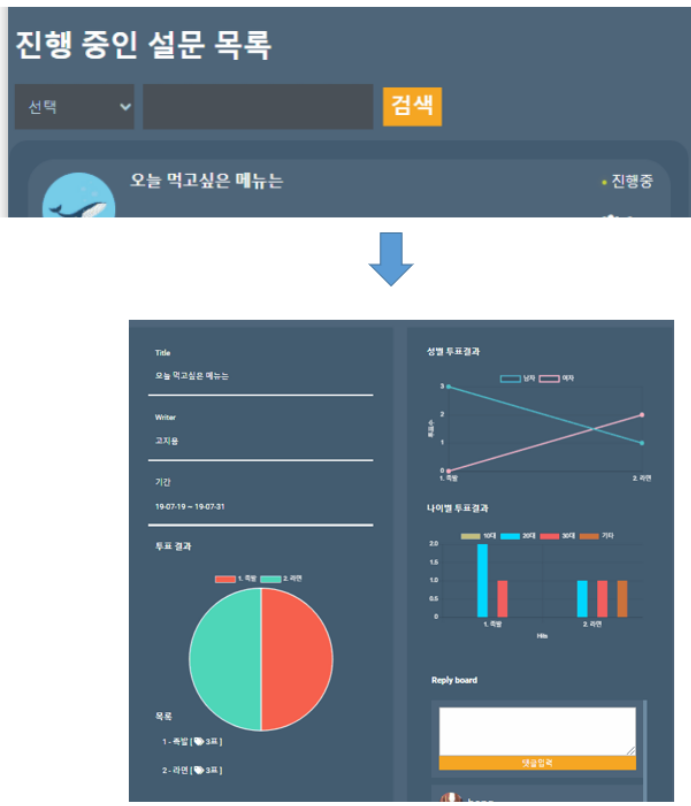 진행 중인 설문 목록
선택
검색
오늘 먹고싶은 메뉴는
진행중
Title
오늘 먹고싶은 메뉴는
Writer
고지용
기간
19-07-19 ~ 19-07-31
투표 결과
1. 족발 2. 라면
목록
1 - 족발 [ 3표 ]
2 - 라면 [ 3표 ]
성별 투표결과
남자 여자
3
2
1
0
1. 족발 2. 라면
나이별 투표결과
10대 20대 30대 기타
2.0
1.5
1.0
0.5
0
1. 족발 2. 라면
Hits
Reply board
댓글입력